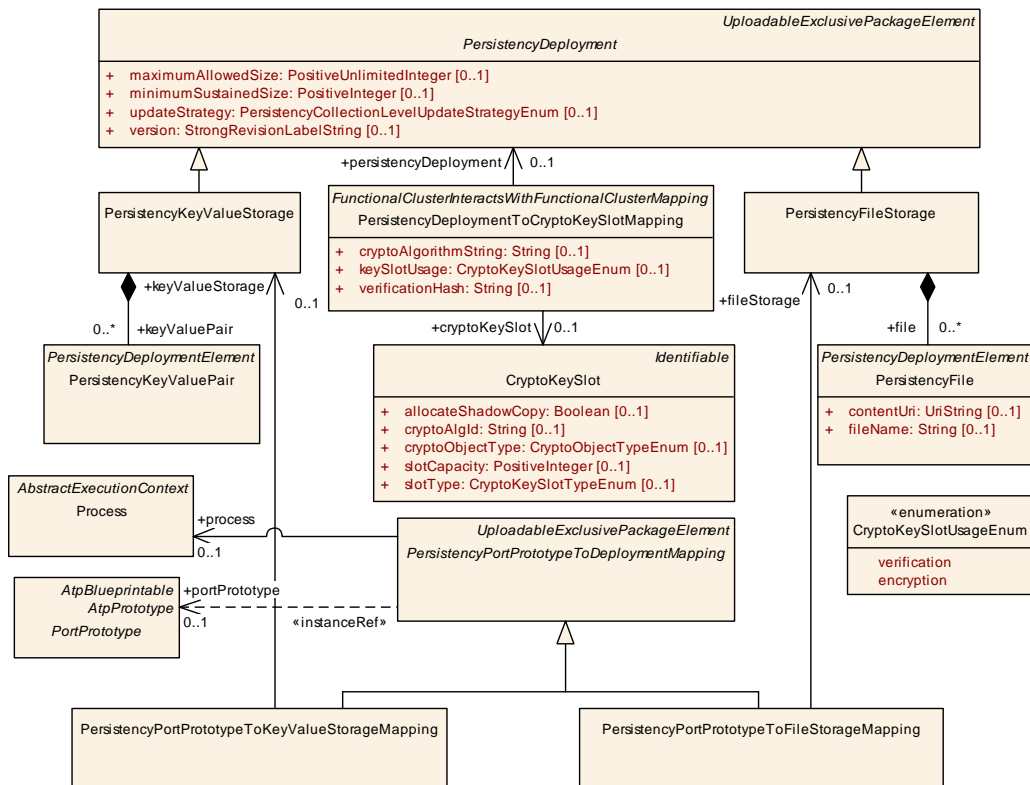 UploadableExclusivePackageElement
PersistencyDeployment
+ maximumAllowedSize: PositiveUnlimitedInteger [0..1]
+ minimumSustainedSize: PositiveInteger [0..1]
+ updateStrategy: PersistencyCollectionLevelUpdateStrategyEnum [0..1]
+ version: StrongRevisionLabelString [0..1]
+persistencyDeployment
0..1
PersistencyKeyValueStorage
FunctionalClusterInteractsWithFunctionalClusterMapping
PersistencyDeploymentToCryptoKeySlotMapping
+ cryptoAlgorithmString: String [0..1]
+ keySlotUsage: CryptoKeySlotUsageEnum [0..1]
+ verificationHash: String [0..1]
PersistencyFileStorage
+keyValueStorage
0..1
+fileStorage
0..1
0..*
+keyValuePair
+cryptoKeySlot
0..1
+file
0..*
PersistencyDeploymentElement
PersistencyKeyValuePair
Identifiable
CryptoKeySlot
+ allocateShadowCopy: Boolean [0..1]
+ cryptoAlgId: String [0..1]
+ cryptoObjectType: CryptoObjectTypeEnum [0..1]
+ slotCapacity: PositiveInteger [0..1]
+ slotType: CryptoKeySlotTypeEnum [0..1]
PersistencyDeploymentElement
PersistencyFile
+ contentUri: UriString [0..1]
+ fileName: String [0..1]
AbstractExecutionContext
Process
+process
0..1
UploadableExclusivePackageElement
PersistencyPortPrototypeToDeploymentMapping
«enumeration»
CryptoKeySlotUsageEnum
verification
encryption
AtpBlueprintable
AtpPrototype
PortPrototype
+portPrototype
0..1
«instanceRef»
PersistencyPortPrototypeToKeyValueStorageMapping
PersistencyPortPrototypeToFileStorageMapping